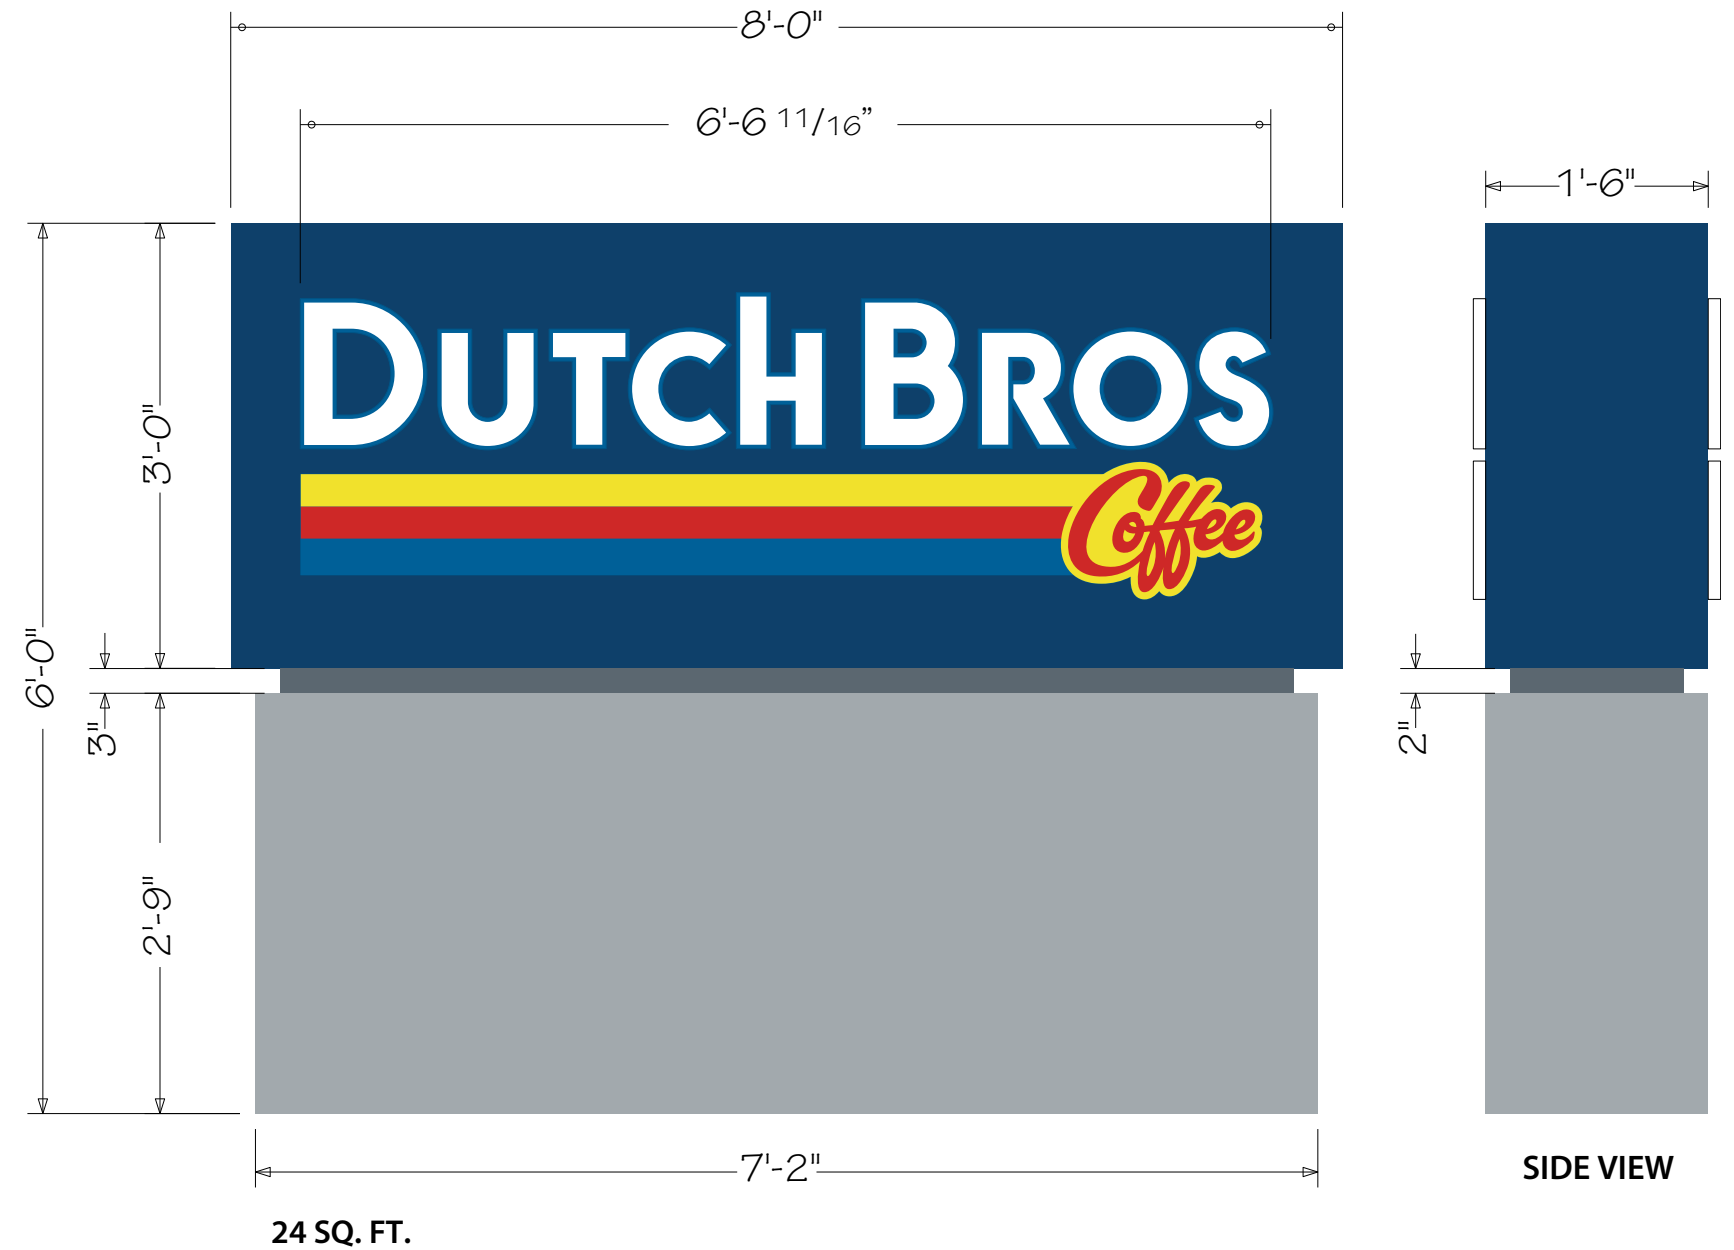 8'-0"
6'-6 11/16”
1'-6"
DUTCH BROS
Coffee
3'-0"
6'-0"
3"
2"
2'-9"
7'-2"
SIDE VIEW
24 SQ. FT.